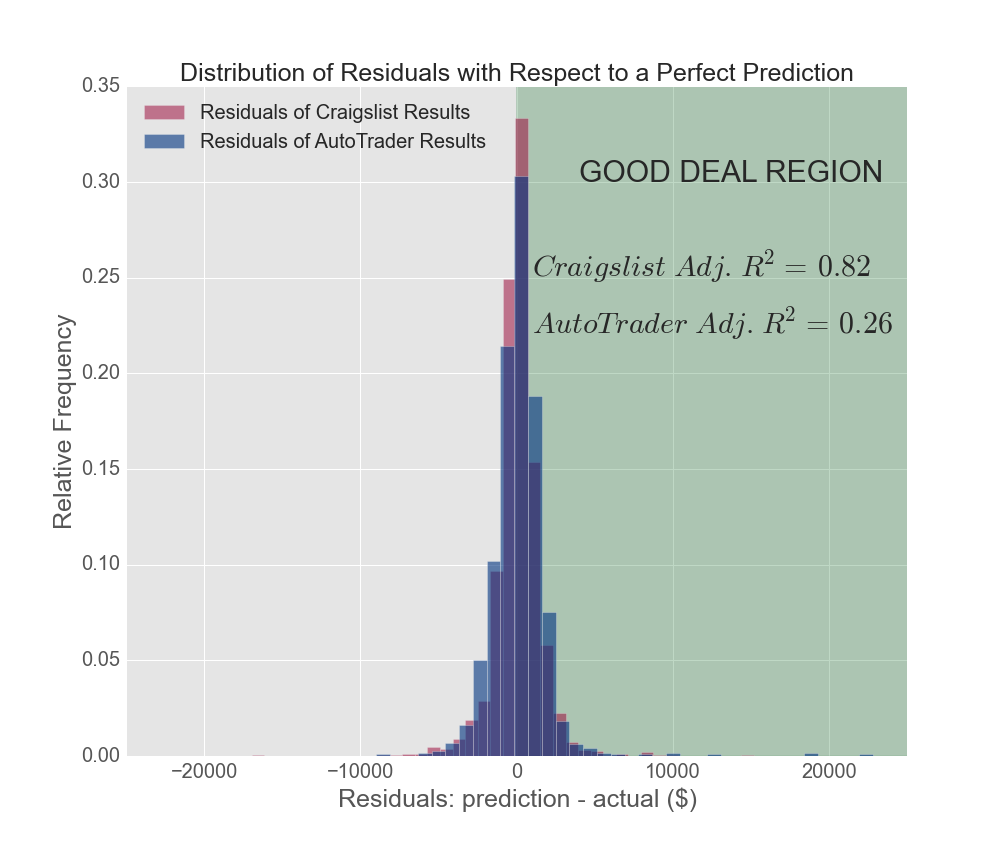 Distribution of Residuals with Respect to a Perfect Prediction
0.35
0.30
0.25
0.20
0.15
0.10
0.05
0.00
Relative Frequency
Residuals of Craigslist Results
Residuals of AutoTrader Results
GOOD DEAL REGION
Craigslist Adj. R² = 0.82
AutoTrader Adj. R² = 0.26
−20000 −10000 0 10000 20000
Residuals: prediction - actual ($)